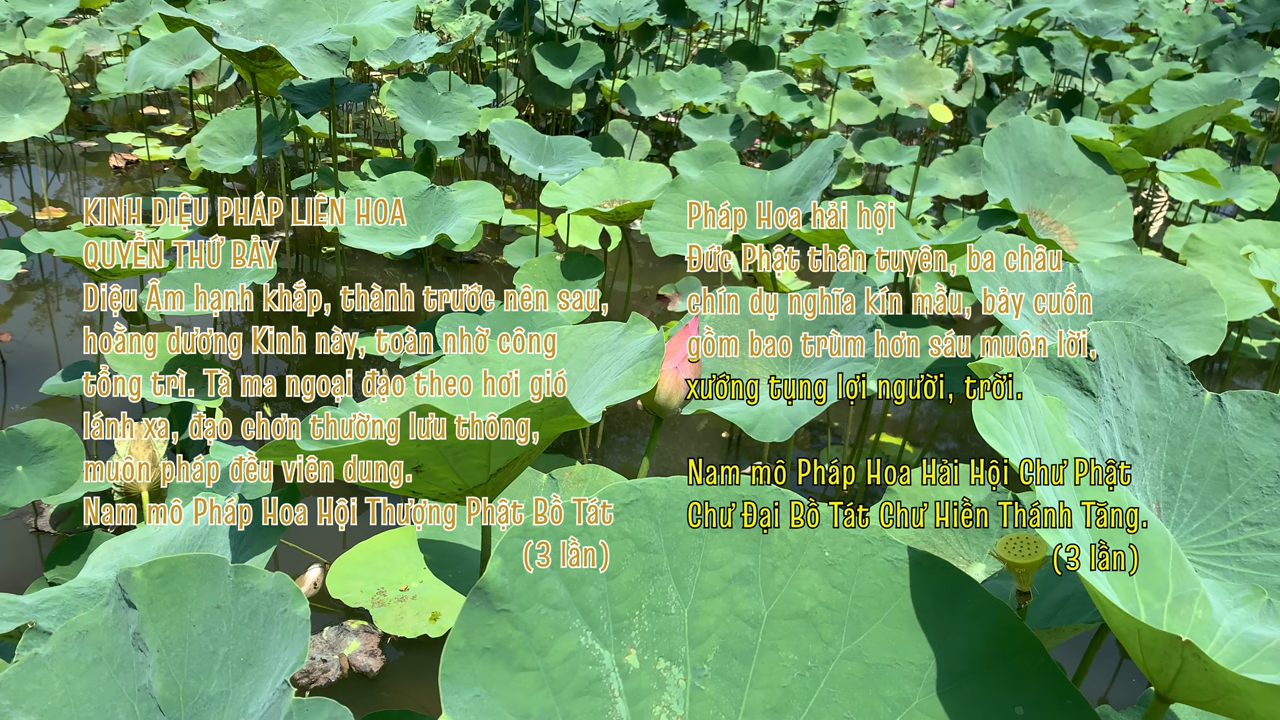 KINH DIỆU PHÁP LIÊN HOA
QUYỂN THỨ BẢY
Diệu Âm hạnh khắp, thành trước nên sau,
hoằng dương Kinh này, toàn nhờ công
tổng trì. Tà ma ngoại đạo theo hơi gió
lánh xa, đạo chơn thường lưu thông,
muôn pháp đều viên dung.
Nam mô Pháp Hoa Hội Thượng Phật Bồ Tát
(3 lần)
Pháp Hoa hải hội
Đức Phật thân tuyên, ba châu
chín dụ nghĩa kín mầu, bảy cuốn
gồm bao trùm hơn sáu muôn lời,
xướng tụng lợi người, trời.
Nam mô Pháp Hoa Hải Hội Chư Phật
Chư Đại Bồ Tát Chư Hiền Thánh Tăng.
(3 lần)